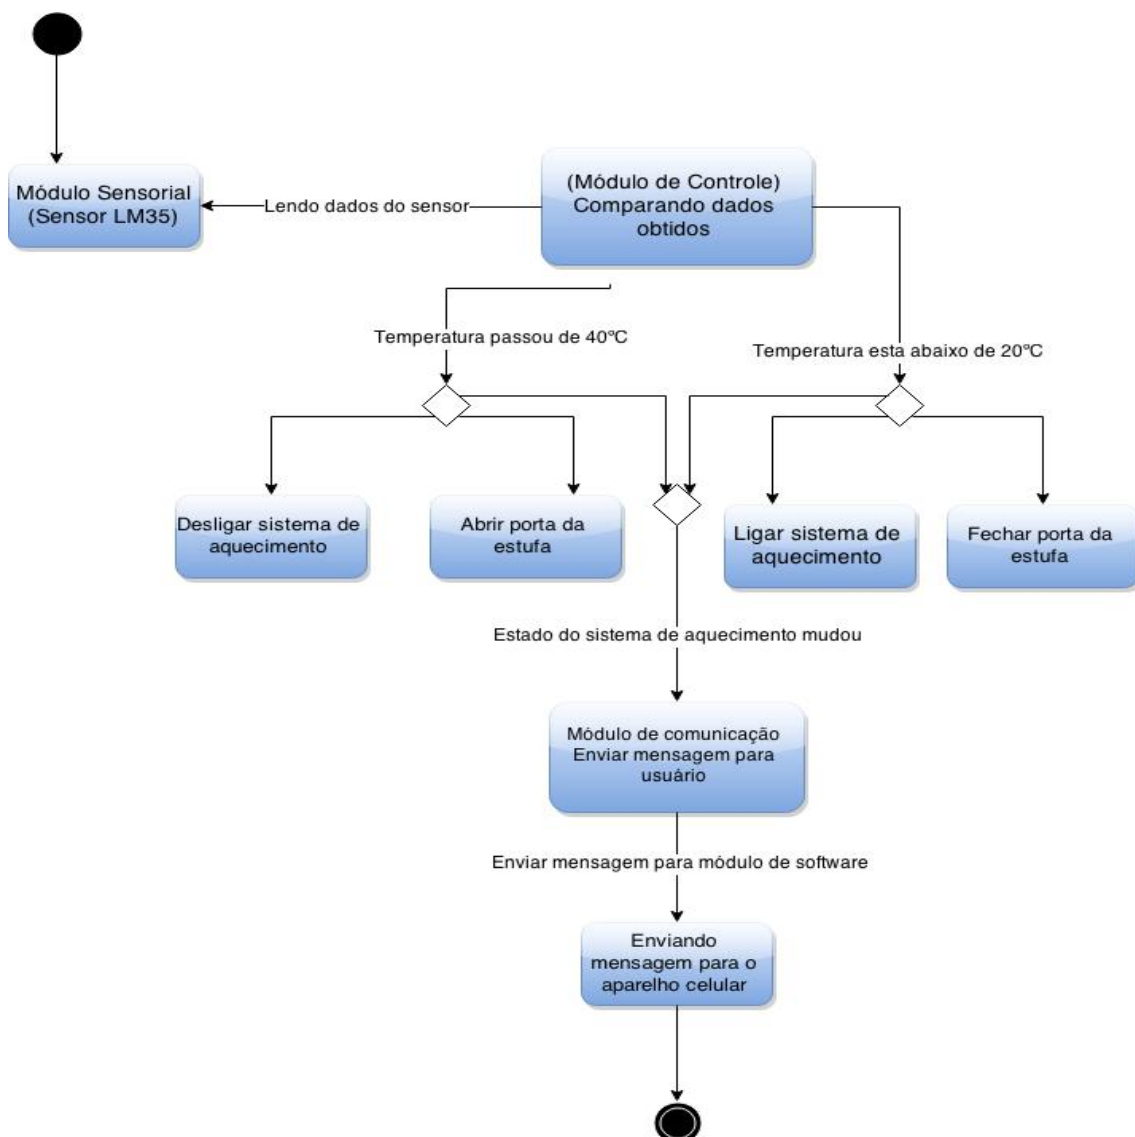 Módulo Sensorial
(Sensor LM35)
Lendo dados do sensor
(Módulo de Controle)
Comparando dados
obtidos
Temperatura passou de 40ºC
Temperatura esta abaixo de 20ºC
Desligar sistema de
aquecimento
Abrir porta da
estufa
Ligar sistema de
aquecimento
Fechar porta da
estufa
Estado do sistema de aquecimento mudou
Módulo de comunicação
Enviar mensagem para
usuário
Enviar mensagem para módulo de software
Enviando
mensagem para o
aparelho celular